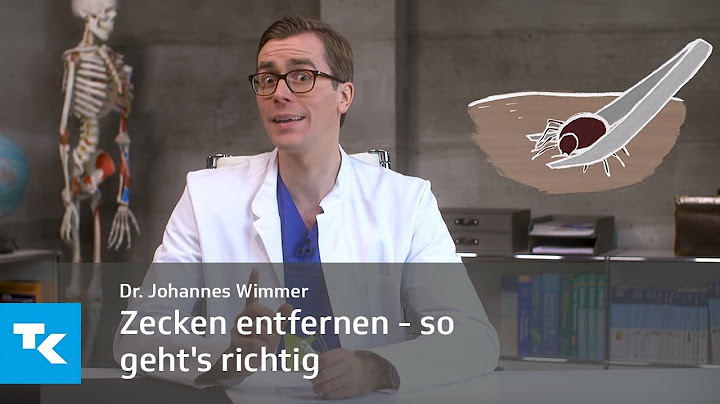 Dr. Johannes Wimmer
Zecken entfernen - so
geht's richtig
TK